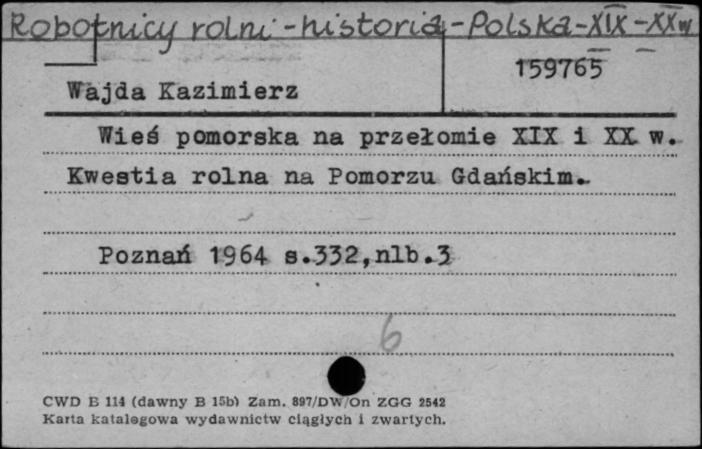 Robotnicy rolni - historia - Polska - XIX - XX w
159765
Wajda Kazimierz
Wieś pomorska na przełomie XIX i XX w.
Kwestia rolna na Pomorzu Gdańskim.
Poznań 1964 s.332,nlb.3
6
CWD B 114 (dawny B 15b) Zam. 897/DW/On ZGG 2542
Karta katalogowa wydawnictw ciągłych i zwartych.